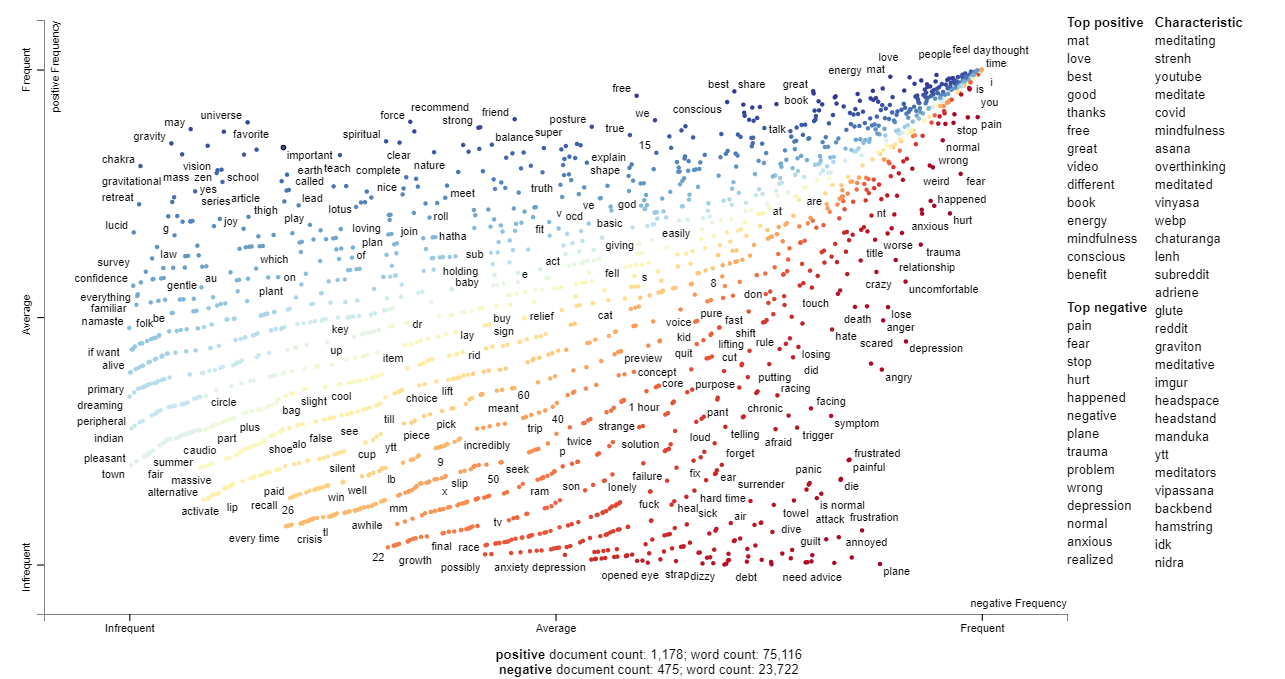 positive Frequency
Frequent
Average
Infrequent
Top positive
mat
love
best
good
thanks
free
great
video
different
book
energy
mindfulness
conscious
benefit
Top negative
pain
fear
stop
hurt
happened
negative
plane
trauma
problem
wrong
depression
normal
anxious
realized
Characteristic
meditating
strenh
youtube
meditate
covid
mindfulness
asana
overthinking
meditated
vinyasa
webp
chaturanga
lenh
subreddit
adriene
glute
reddit
graviton
meditative
imgur
headspace
headstand
manduka
ytt
meditators
vipassana
backbend
hamstring
idk
nidra
love
people
feel
day
thought
time
energy
mat
i
is
you
free
best
share
great
book
conscious
we
recommend
force
strong
friend
posture
super
balance
true
talk
stop
pain
universe
may
gravity
favorite
spiritual
15
normal
chakra
important
clear
explain
wrong
vision
earth
teach
complete
nature
shape
gravitational
mass
zen
school
called
weird
fear
retreat
yes
nice
meet
truth
series
article
lead
happened
thigh
lotus
ve
god
are
lucid
g
joy
play
roll
v
ocd
at
nt
hurt
loving
join
fit
basic
anxious
plan
hatha
easily
survey
law
which
of
sub
giving
worse
title
trauma
confidence
au
on
holding
act
relationship
gentle
baby
e
fell
s
8
crazy
everything
plant
don
uncomfortable
familiar
touch
namaste
folk
be
key
dr
buy
relief
cat
pure
death
lose
sign
voice
fast
anger
if want
up
lay
kid
shift
rule
hate
scared
alive
item
rid
preview
quit
lifting
depression
cut
losing
primary
concept
did
core
angry
dreaming
circle
slight
cool
choice
lift
60
purpose
putting
peripheral
bag
meant
1 hour
racing
indian
plus
till
40
pant
chronic
facing
part
false
see
pick
trip
strange
symptom
pleasant
caudio
shoe
alo
piece
twice
loud
telling
trigger
town
summer
cup
ytt
incredibly
p
solution
afraid
fair
massive
silent
9
seek
forget
frustrated
alternative
lb
slip
50
failure
fix
ear
panic
painful
paid
well
x
ram
son
lonely
surrender
die
activate
lip
recall
26
win
mm
fuck
heal
hard time
is normal
tl
awhile
tv
sick
air
towel
attack
frustration
every time
crisis
dive
22
final
race
guilt
annoyed
growth
possibly
anxiety
depression
opened eye
strap
dizzy
debt
need advice
plane
negative Frequency
Infrequent
Average
Frequent
positive document count: 1,178; word count: 75,116
negative document count: 475; word count: 23,722